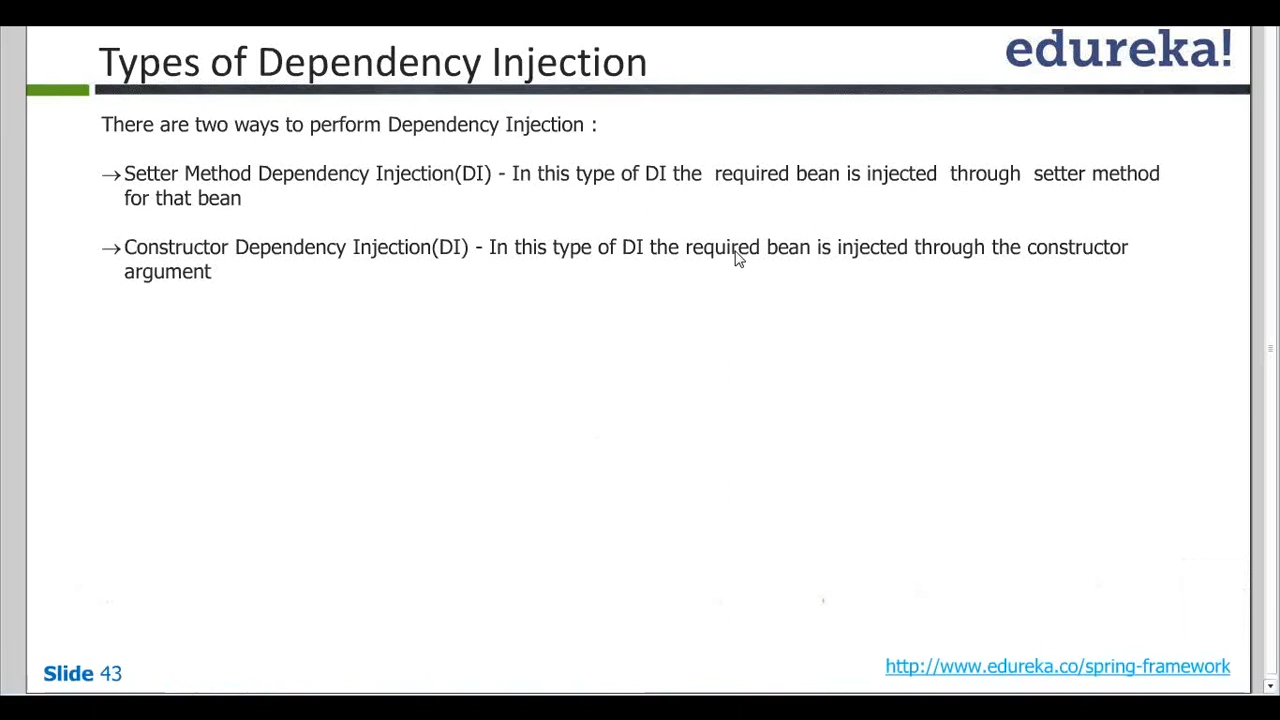 Types of Dependency Injection
edureka!
There are two ways to perform Dependency Injection :
→Setter Method Dependency Injection(DI) - In this type of DI the required bean is injected through setter method
for that bean
→Constructor Dependency Injection(DI) - In this type of DI the required bean is injected through the constructor
argument
Slide 43
http://www.edureka.co/spring-framework